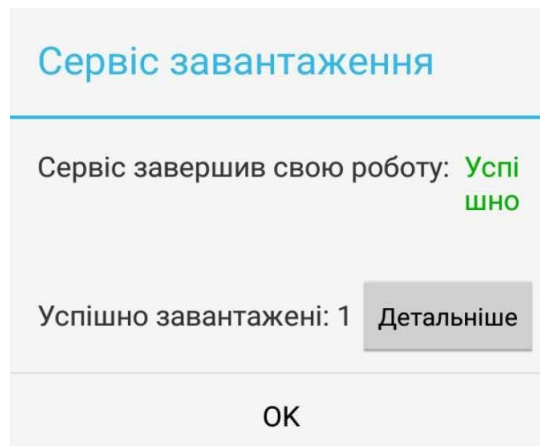 Сервіс завантаження
Сервіс завершив свою роботу: Успі
шно
Успішно завантажені: 1 Детальніше
OK